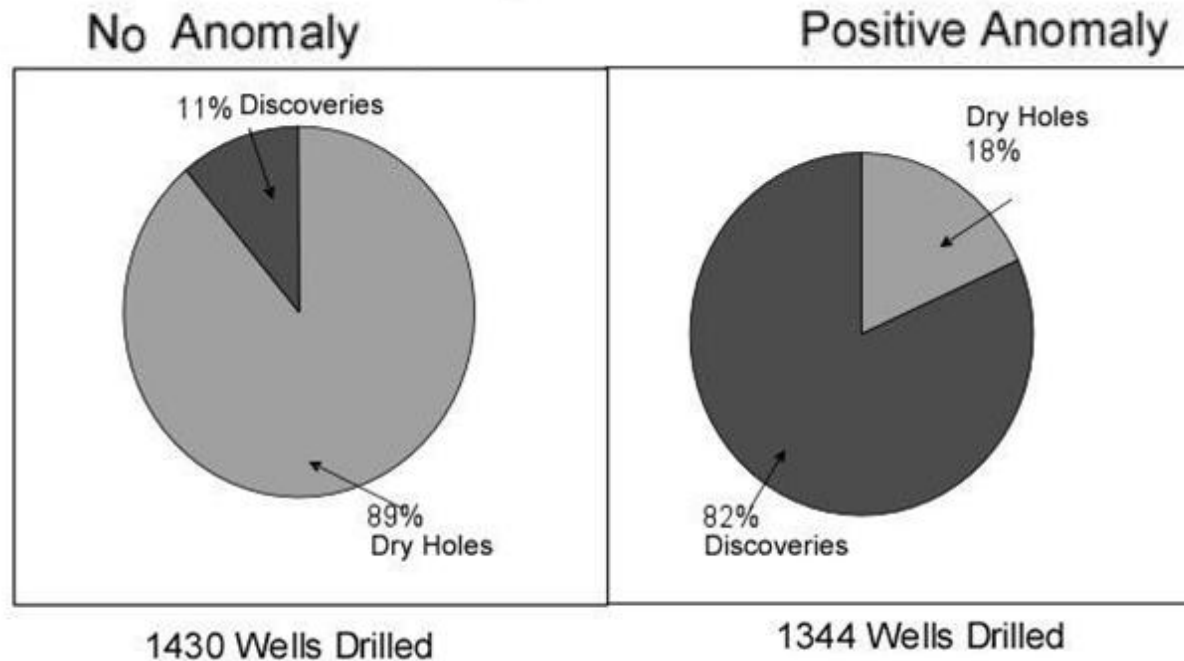 No Anomaly
11% Discoveries
89%
Dry Holes
1430 Wells Drilled
Positive Anomaly
Dry Holes
18%
82%
Discoveries
1344 Wells Drilled